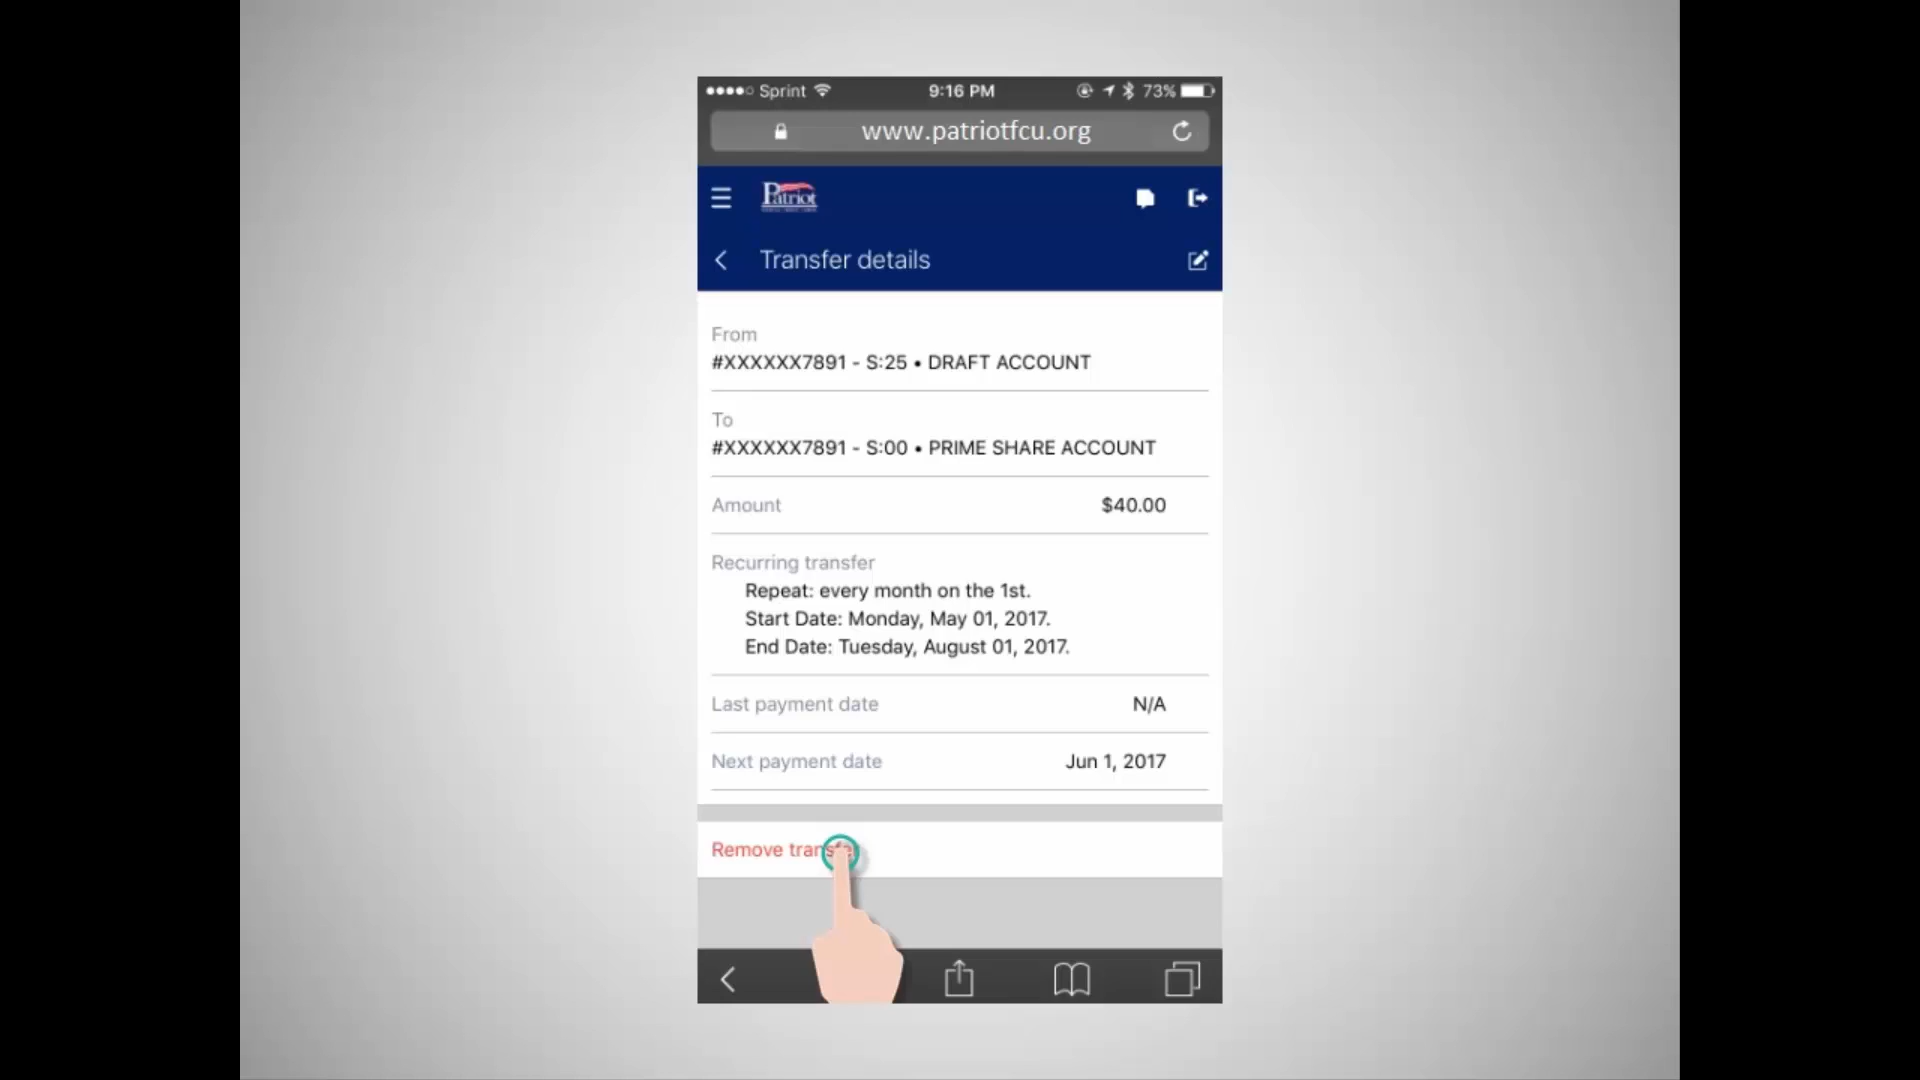 Sprint 9:16 PM 73%
www.patriotfcu.org
Patriot
Transfer details
From
#XXXXXX7891 - S:25 • DRAFT ACCOUNT
To
#XXXXXX7891 - S:00 • PRIME SHARE ACCOUNT
Amount $40.00
Recurring transfer
Repeat: every month on the 1st.
Start Date: Monday, May 01, 2017.
End Date: Tuesday, August 01, 2017.
Last payment date N/A
Next payment date Jun 1, 2017
Remove transfer